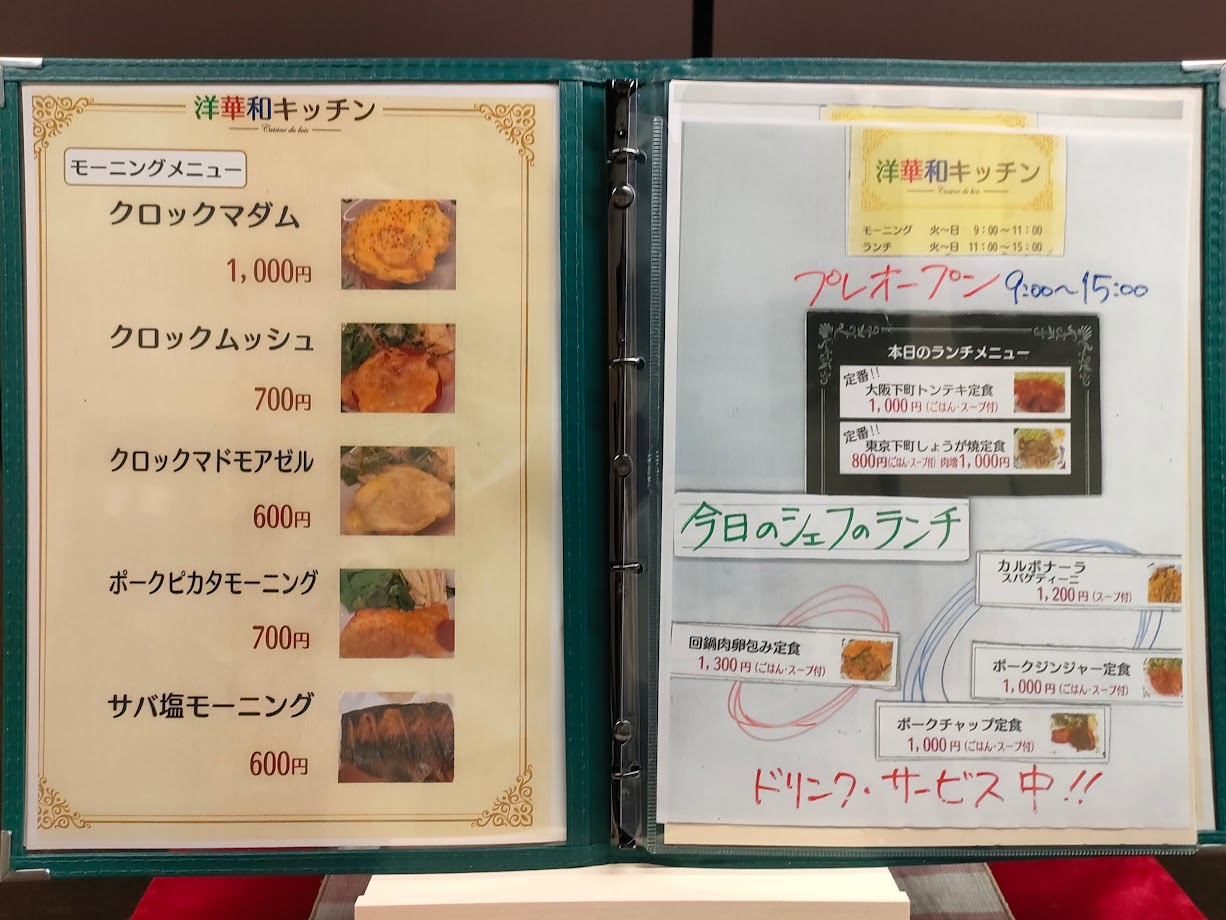 洋華和キッチン
Cuisine du bois
モーニングメニュー
クロックマダム
1,000円
クロックムッシュ
700円
クロックマドモアゼル
600円
ポークピカタモーニング
700円
サバ塩モーニング
600円
洋華和キッチン
Cuisine du bois
モーニング 火〜日 9:00〜11:00
ランチ 火〜日 11:00〜15:00
プレオープン 9:00〜15:00
本日のランチメニュー
定番!!
大阪下町トンテキ定食
1,000円(ごはん・スープ付)
定番!!
東京下町しょうが焼定食
800円(ごはん・スープ付) 肉増1,000円
今日のシェフのランチ
カルボナーラ
スパゲティーニ
1,200円(スープ付)
回鍋肉卵包み定食
1,300円(ごはん・スープ付)
ポークジンジャー定食
1,000円(ごはん・スープ付)
ポークチャップ定食
1,000円(ごはん・スープ付)
ドリンク・サービス中!!